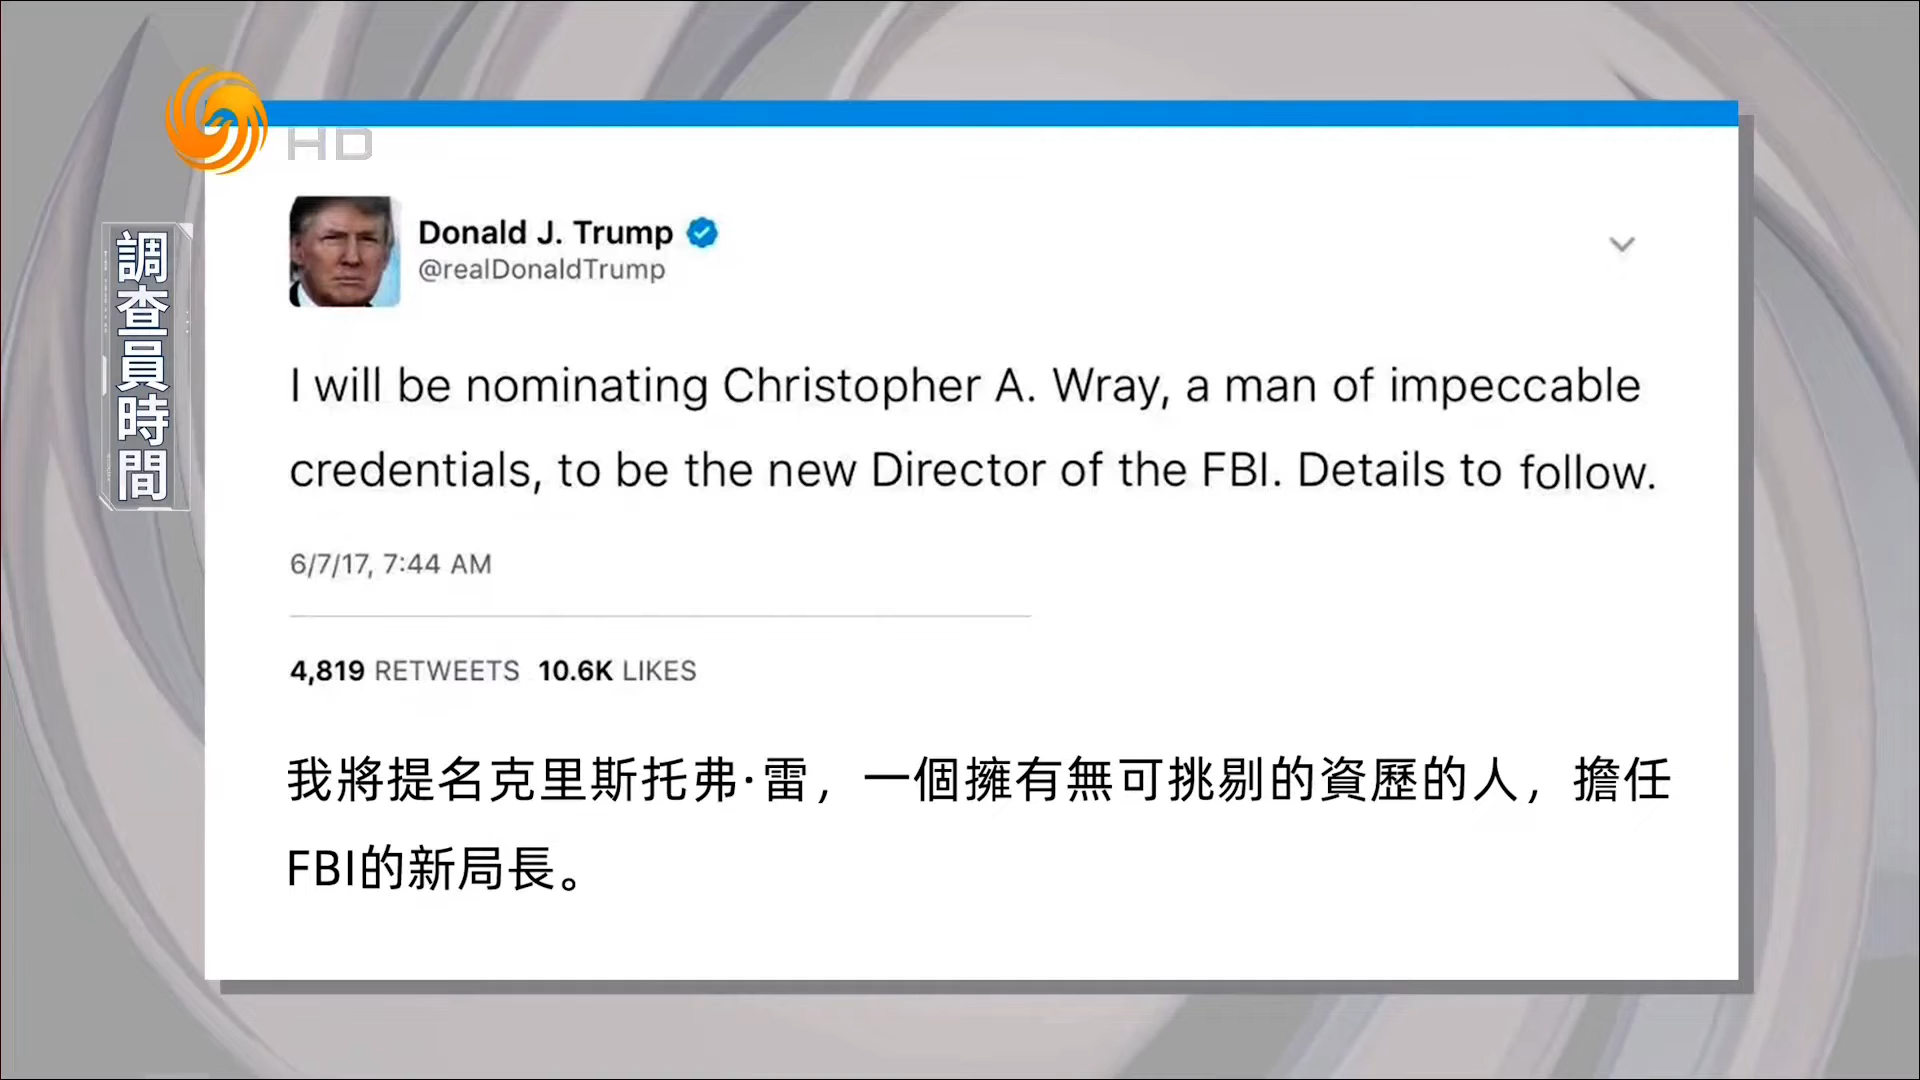 HD
調查員時間
Donald J. Trump
@realDonaldTrump
I will be nominating Christopher A. Wray, a man of impeccable
credentials, to be the new Director of the FBI. Details to follow.
6/7/17, 7:44 AM
4,819 RETWEETS 10.6K LIKES
我將提名克里斯托弗·雷，一個擁有無可挑剔的資歷的人，擔任
FBI的新局長。